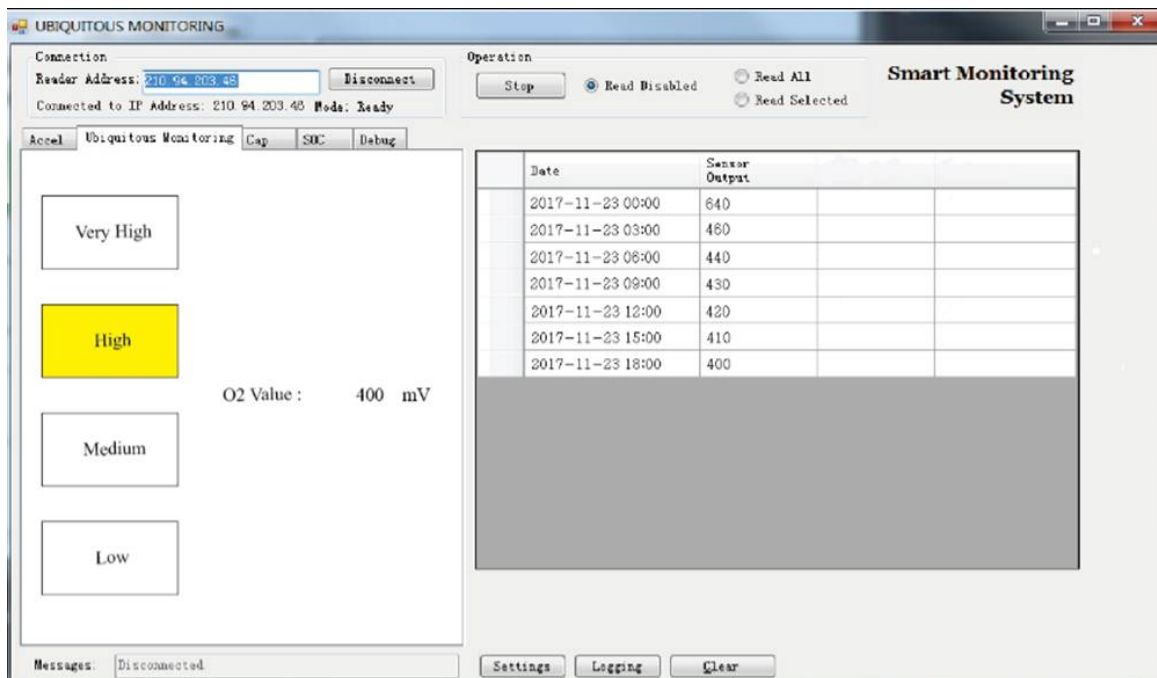 UBIQUITOUS MONITORING
Connection
Reader Address: 210.94.203.48
Disconnect
Connected to IP Address: 210.94.203.48 Mode: Ready
Operation
Stop
Read Disabled
Read All
Read Selected
Smart Monitoring
System
Accel Ubiquitous Monitoring Cap SOC Debug
Very High
High
Medium
Low
O2 Value : 400 mV
Date Sensor Output
2017-11-23 00:00 640
2017-11-23 03:00 460
2017-11-23 06:00 440
2017-11-23 09:00 430
2017-11-23 12:00 420
2017-11-23 15:00 410
2017-11-23 18:00 400
Messages: Disconnected
Settings Logging Clear